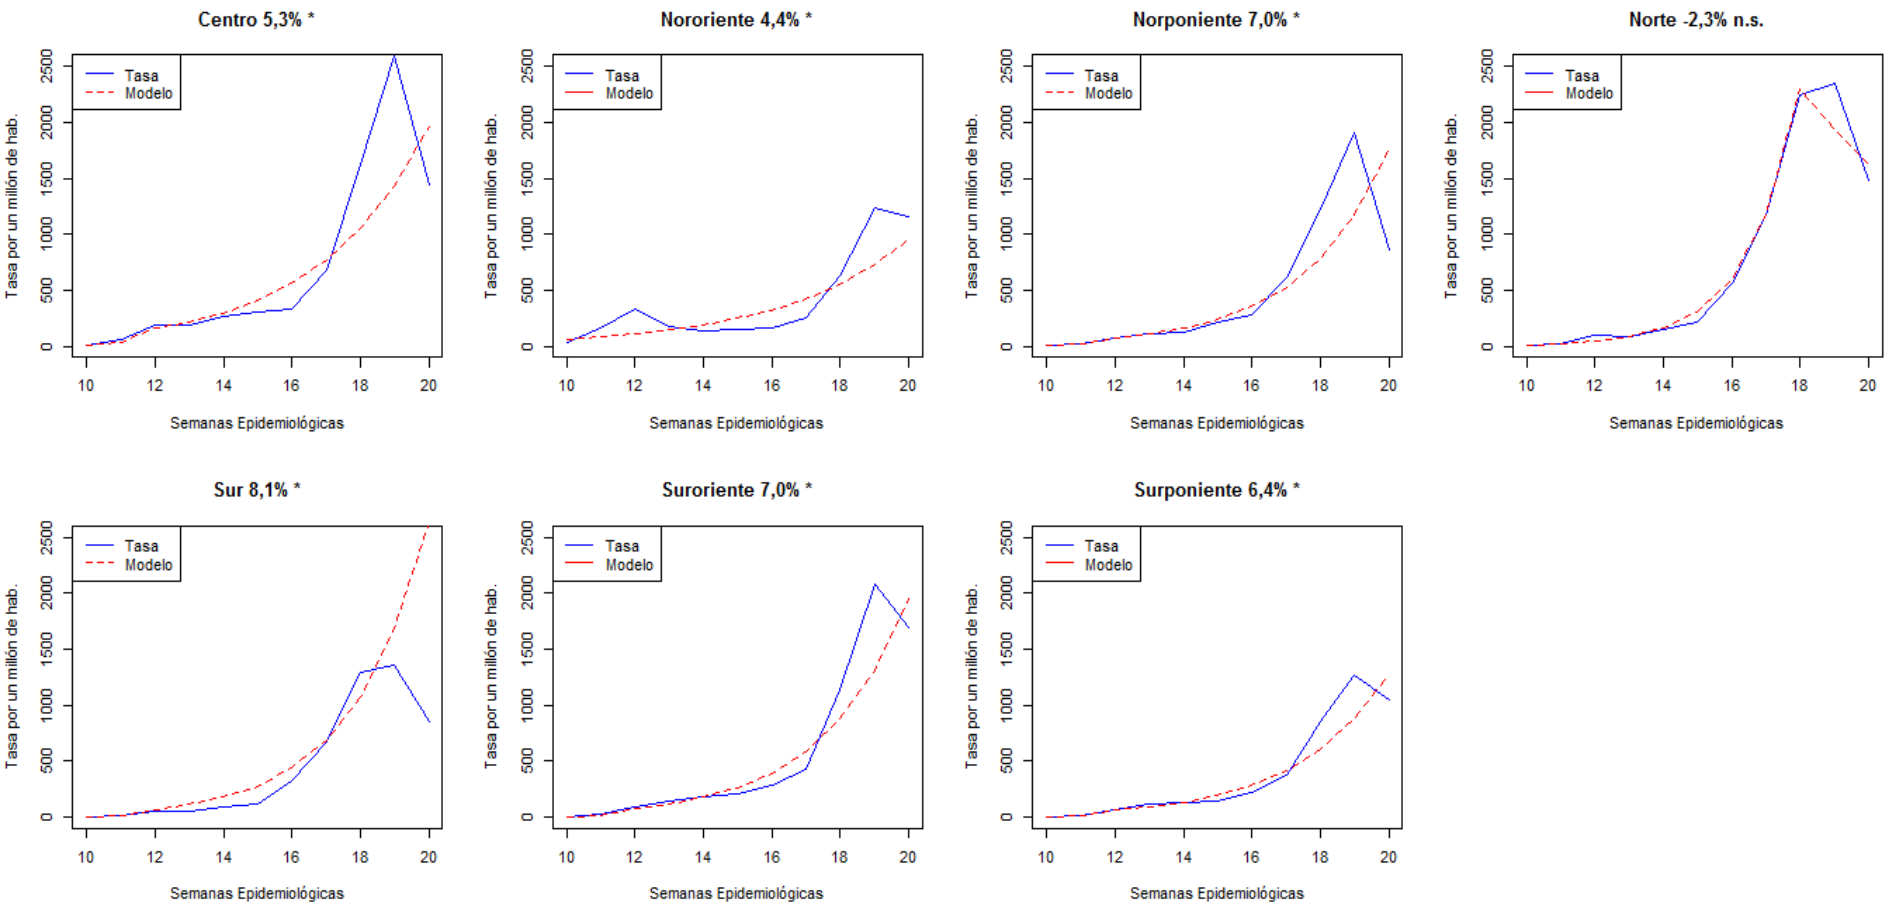 Centro 5,3% *
Tasa por un millón de hab.
2500
2000
1500
1000
500
0
Tasa
Modelo
10 12 14 16 18 20
Semanas Epidemiológicas
Nororiente 4,4% *
Tasa por un millón de hab.
2500
2000
1500
1000
500
0
Tasa
Modelo
10 12 14 16 18 20
Semanas Epidemiológicas
Norponiente 7,0% *
Tasa por un millón de hab.
2500
2000
1500
1000
500
0
Tasa
Modelo
10 12 14 16 18 20
Semanas Epidemiológicas
Norte -2,3% n.s.
Tasa por un millón de hab.
2500
2000
1500
1000
500
0
Tasa
Modelo
10 12 14 16 18 20
Semanas Epidemiológicas
Sur 8,1% *
Tasa por un millón de hab.
2500
2000
1500
1000
500
0
Tasa
Modelo
10 12 14 16 18 20
Semanas Epidemiológicas
Suroriente 7,0% *
Tasa por un millón de hab.
2500
2000
1500
1000
500
0
Tasa
Modelo
10 12 14 16 18 20
Semanas Epidemiológicas
Surponiente 6,4% *
Tasa por un millón de hab.
2500
2000
1500
1000
500
0
Tasa
Modelo
10 12 14 16 18 20
Semanas Epidemiológicas